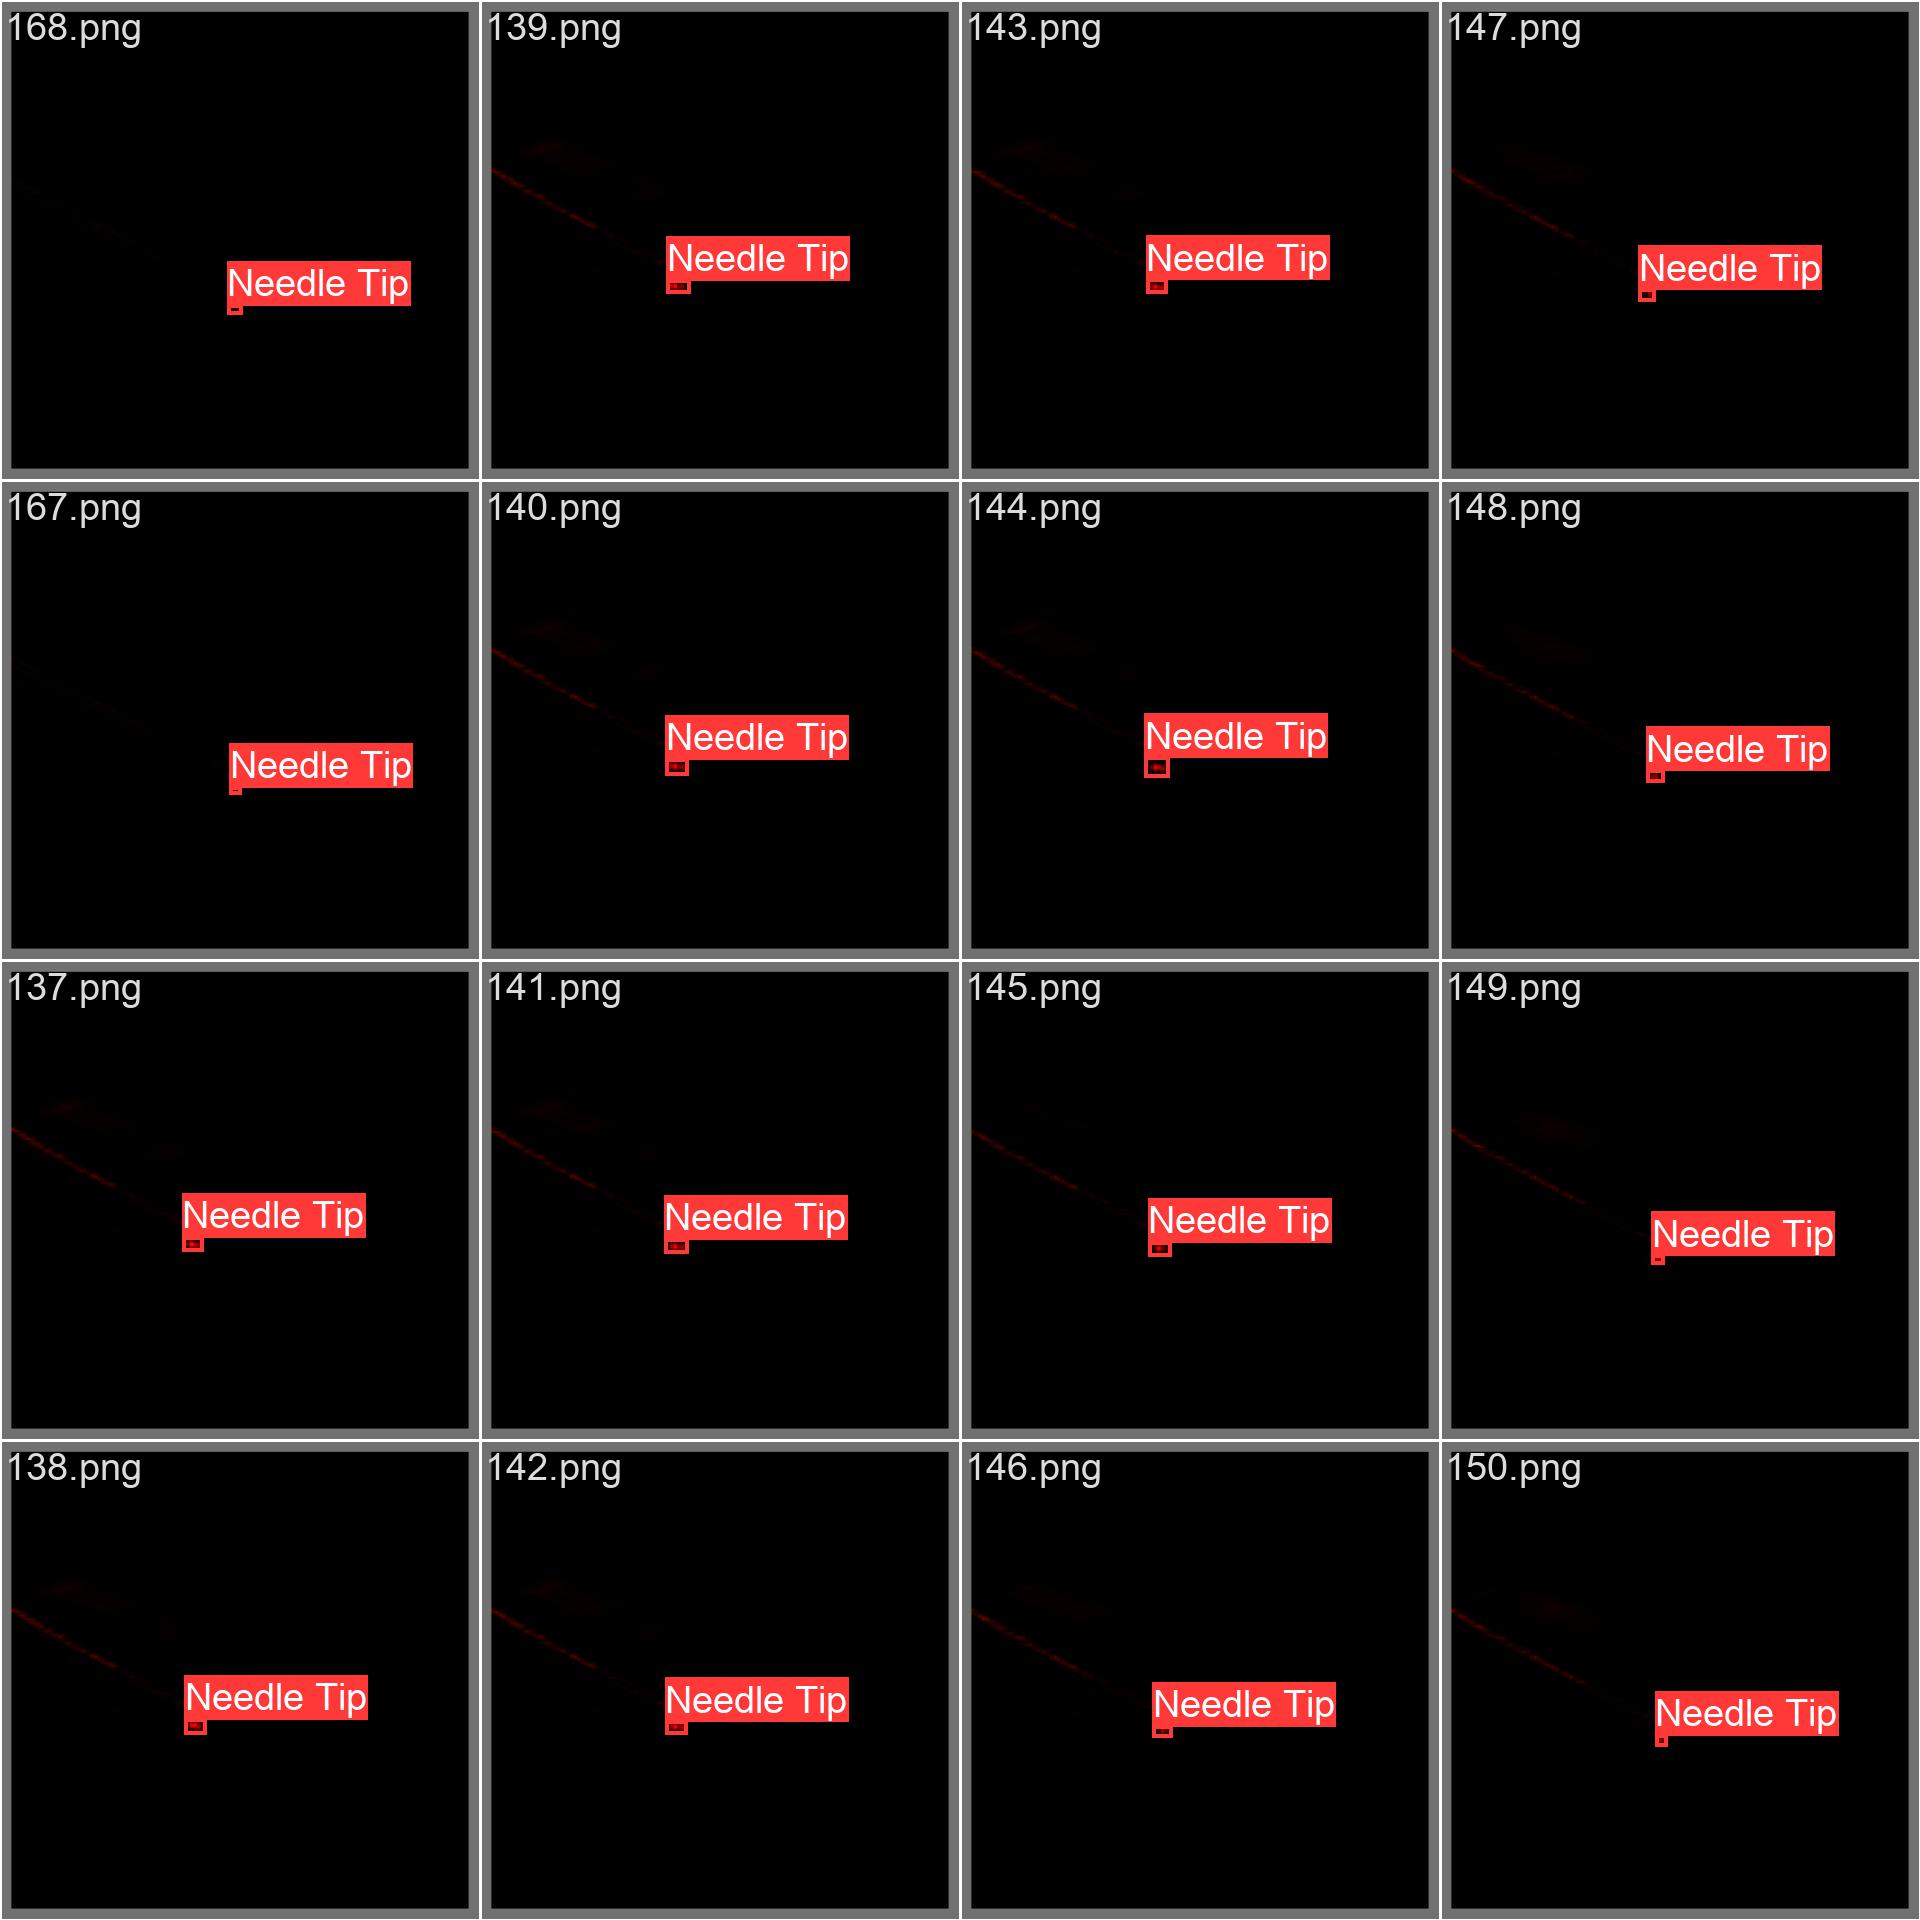 168.png
139.png
143.png
147.png
Needle Tip
Needle Tip
Needle Tip
Needle Tip
167.png
140.png
144.png
148.png
Needle Tip
Needle Tip
Needle Tip
Needle Tip
137.png
141.png
145.png
149.png
Needle Tip
Needle Tip
Needle Tip
Needle Tip
138.png
142.png
146.png
150.png
Needle Tip
Needle Tip
Needle Tip
Needle Tip